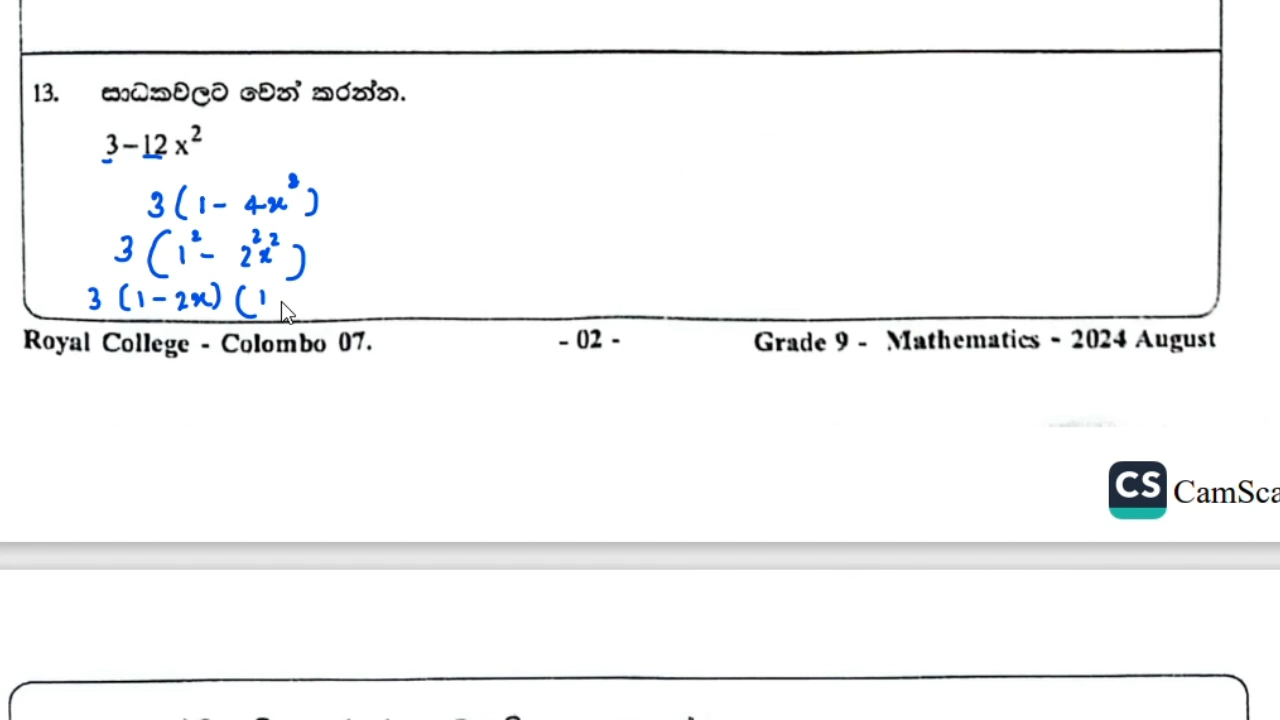 13. සාධකවලට වෙන් කරන්න.
3-12 x²
3 ( 1 - 4x² )
3 ( 1² - 2²x² )
3 (1-2x) ( 1
Royal College - Colombo 07. - 02 - Grade 9 - Mathematics - 2024 August
CS CamSca